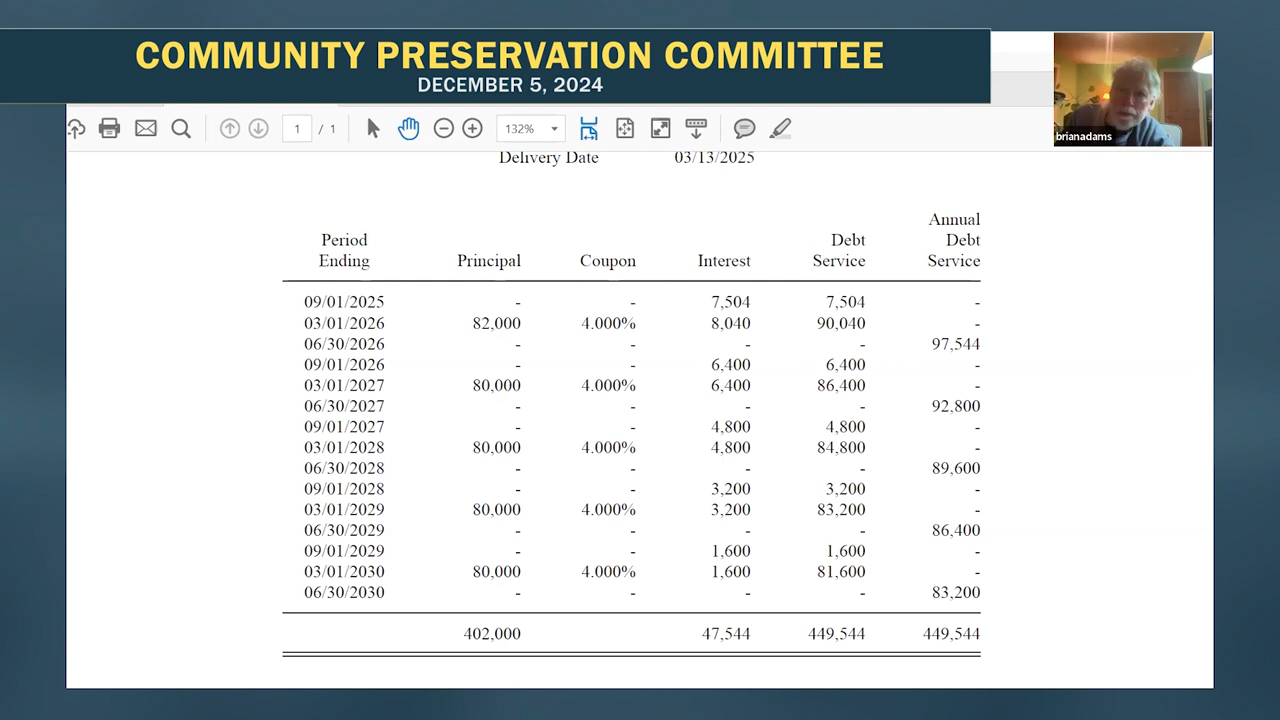 COMMUNITY PRESERVATION COMMITTEE
DECEMBER 5, 2024
brianadams
1 / 1 132%
Delivery Date 03/13/2025
Annual
Period Debt Debt
Ending Principal Coupon Interest Service Service
09/01/2025 - - 7,504 7,504 -
03/01/2026 82,000 4.000% 8,040 90,040 -
06/30/2026 - - - - 97,544
09/01/2026 - - 6,400 6,400 -
03/01/2027 80,000 4.000% 6,400 86,400 -
06/30/2027 - - - - 92,800
09/01/2027 - - 4,800 4,800 -
03/01/2028 80,000 4.000% 4,800 84,800 -
06/30/2028 - - - - 89,600
09/01/2028 - - 3,200 3,200 -
03/01/2029 80,000 4.000% 3,200 83,200 -
06/30/2029 - - - - 86,400
09/01/2029 - - 1,600 1,600 -
03/01/2030 80,000 4.000% 1,600 81,600 -
06/30/2030 - - - - 83,200
402,000 47,544 449,544 449,544